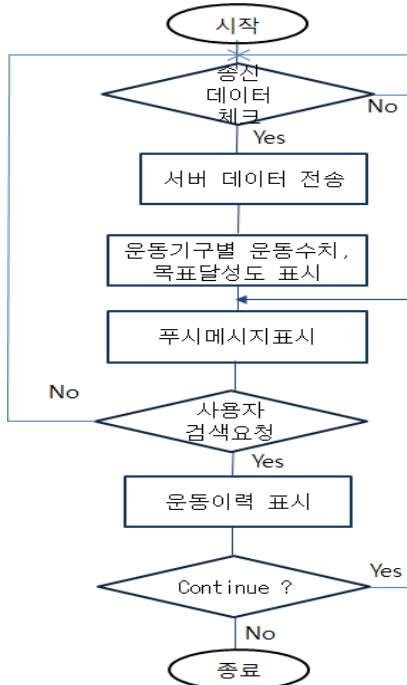 시작
송신
데이터
체크
No
Yes
서버 데이터 전송
운동기구별 운동수치,
목표달성도 표시
푸시메시지표시
No
사용자
검색요청
Yes
운동이력 표시
Continue ?
Yes
No
종료